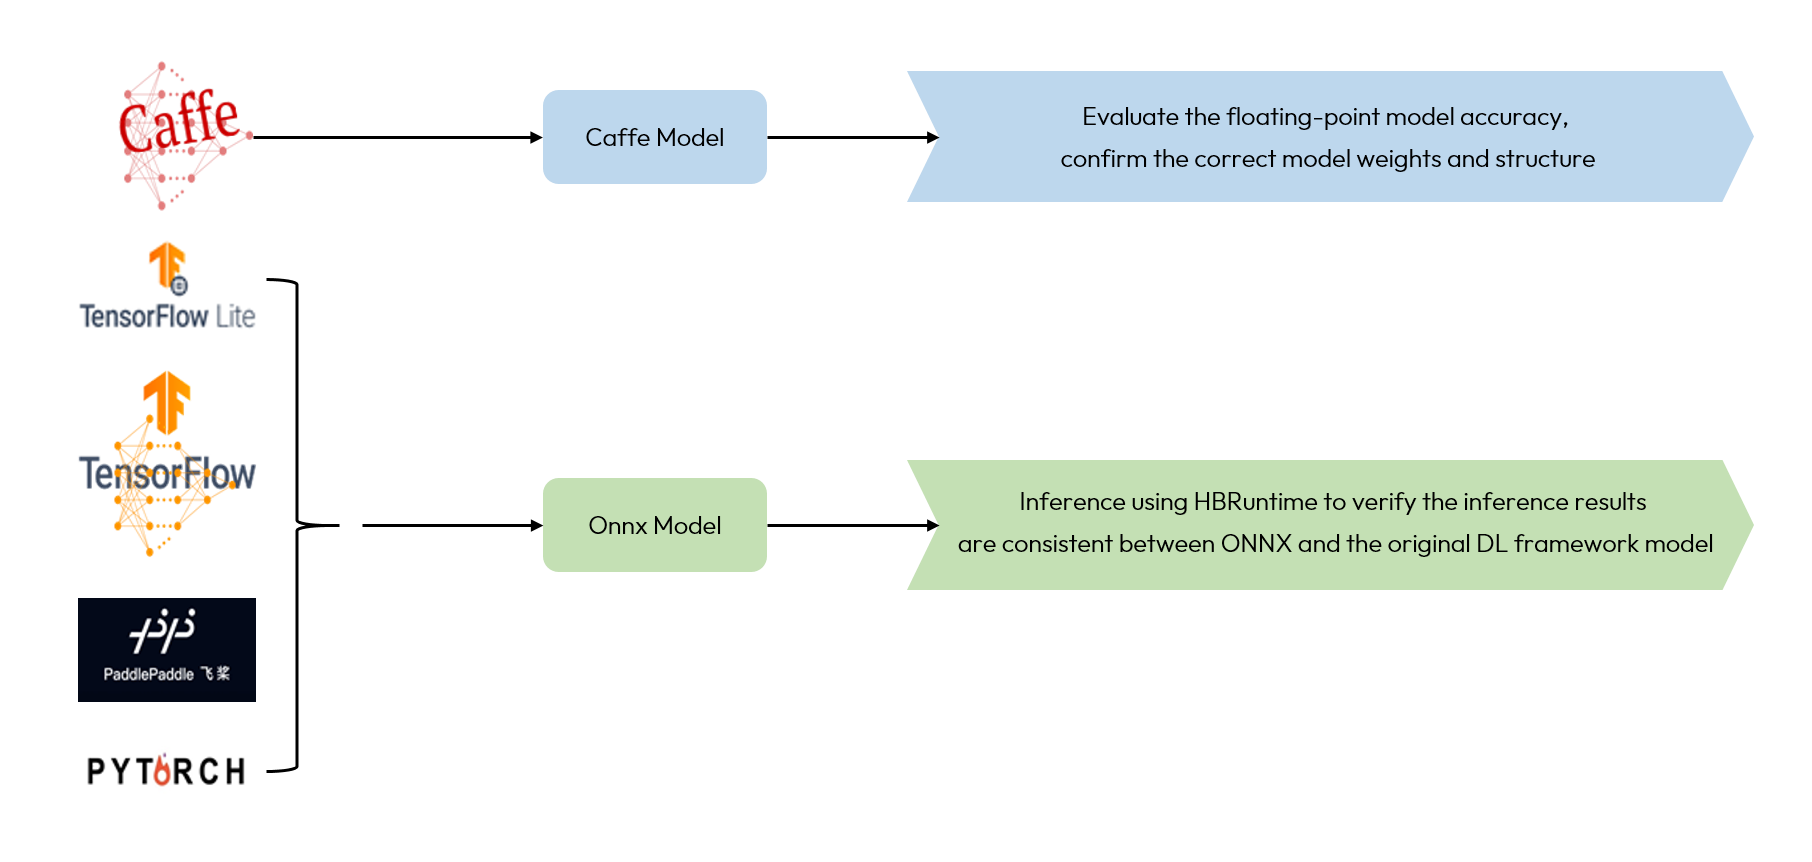 Caffe
Caffe Model
Evaluate the floating-point model accuracy,
confirm the correct model weights and structure
TensorFlow Lite
TensorFlow
Onnx Model
Inference using HBRuntime to verify the inference results
are consistent between ONNX and the original DL framework model
PaddlePaddle 飞桨
PYTORCH